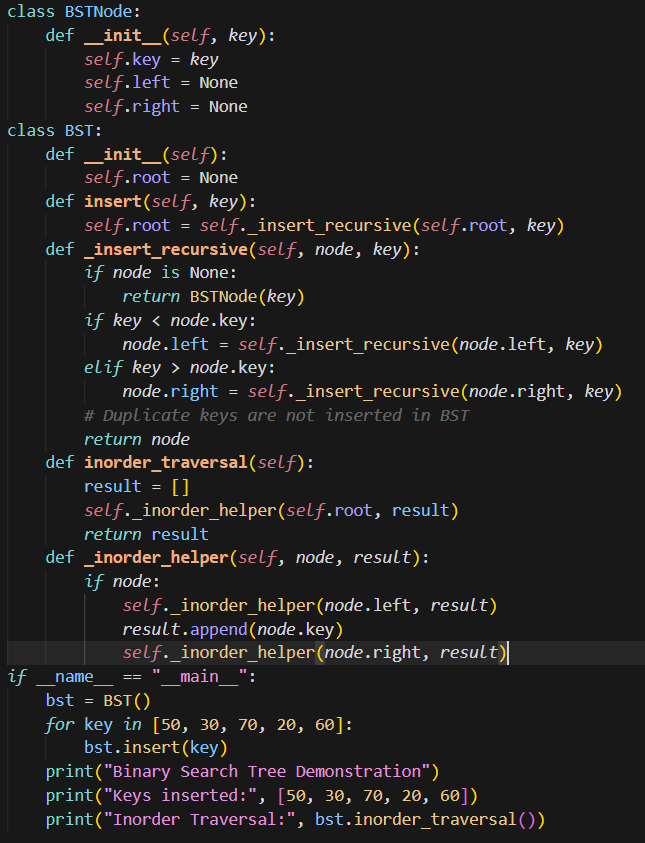 class BSTNode:
    def __init__(self, key):
        self.key = key
        self.left = None
        self.right = None
class BST:
    def __init__(self):
        self.root = None
    def insert(self, key):
        self.root = self._insert_recursive(self.root, key)
    def _insert_recursive(self, node, key):
        if node is None:
            return BSTNode(key)
        if key < node.key:
            node.left = self._insert_recursive(node.left, key)
        elif key > node.key:
            node.right = self._insert_recursive(node.right, key)
        # Duplicate keys are not inserted in BST
        return node
    def inorder_traversal(self):
        result = []
        self._inorder_helper(self.root, result)
        return result
    def _inorder_helper(self, node, result):
        if node:
            self._inorder_helper(node.left, result)
            result.append(node.key)
            self._inorder_helper(node.right, result)
if __name__ == "__main__":
    bst = BST()
    for key in [50, 30, 70, 20, 60]:
        bst.insert(key)
    print("Binary Search Tree Demonstration")
    print("Keys inserted:", [50, 30, 70, 20, 60])
    print("Inorder Traversal:", bst.inorder_traversal())